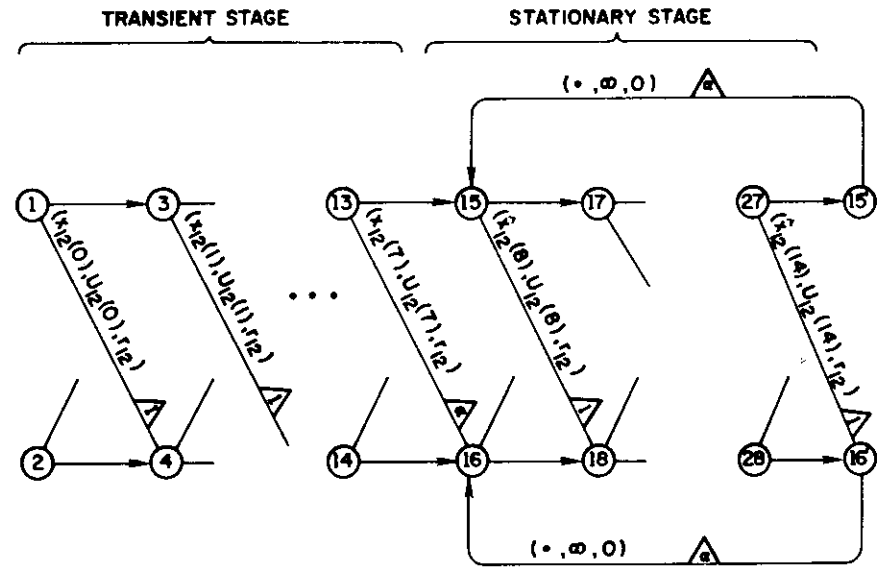 TRANSIENT STAGE
STATIONARY STAGE
(•,∞,0)
α
1
3
13
15
17
27
15'
(x₁₂(0),U₁₂(0),r₁₂)
(x₁₂(1),U₁₂(1),r₁₂)
• • •
(x₁₂(7),U₁₂(7),r₁₂)
(x̂₁₂(8),U₁₂(8),r₁₂)
(x̂₁₂(14),U₁₂(14),r₁₂)
1
1
α
1
1
2
4
14
16
18
28
16'
(•,∞,0)
α